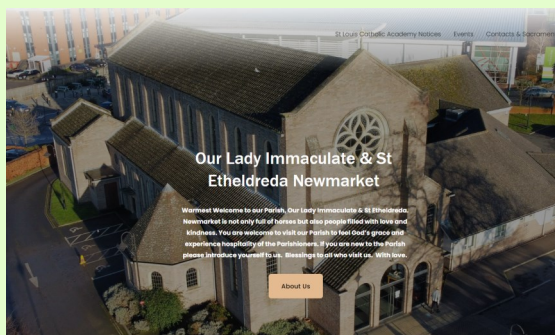 St Louis Catholic Academy Notices Events Contacts & Sacramen
Our Lady Immaculate & St
Etheldreda Newmarket
Warmest Welcome to our Parish, Our Lady Immaculate & St Etheldreda,
Newmarket is not only full of horses but also people filled with love and
kindness. You are welcome to visit our Parish to feel God's grace and
experience hospitality of the Parishioners. If you are new to the Parish
please introduce yourself to us. Blessings to all who visit us. With love.
About Us